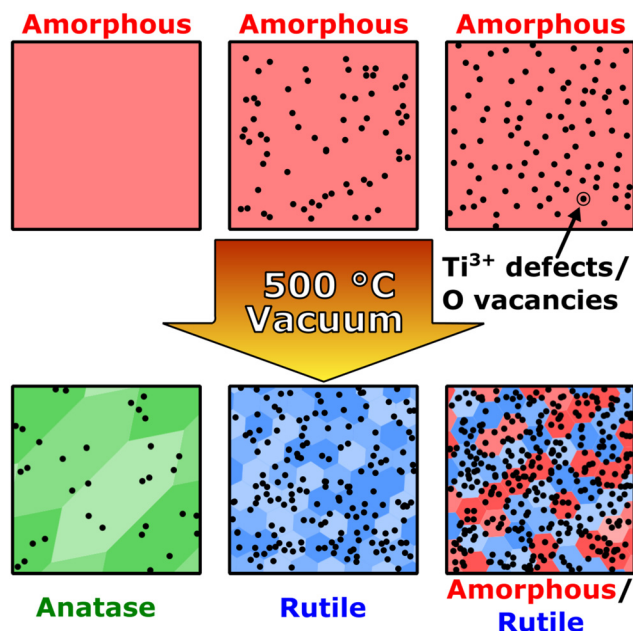 Amorphous Amorphous Amorphous
Ti³⁺ defects/
O vacancies
500 °C
Vacuum
Anatase Rutile Amorphous/
Rutile